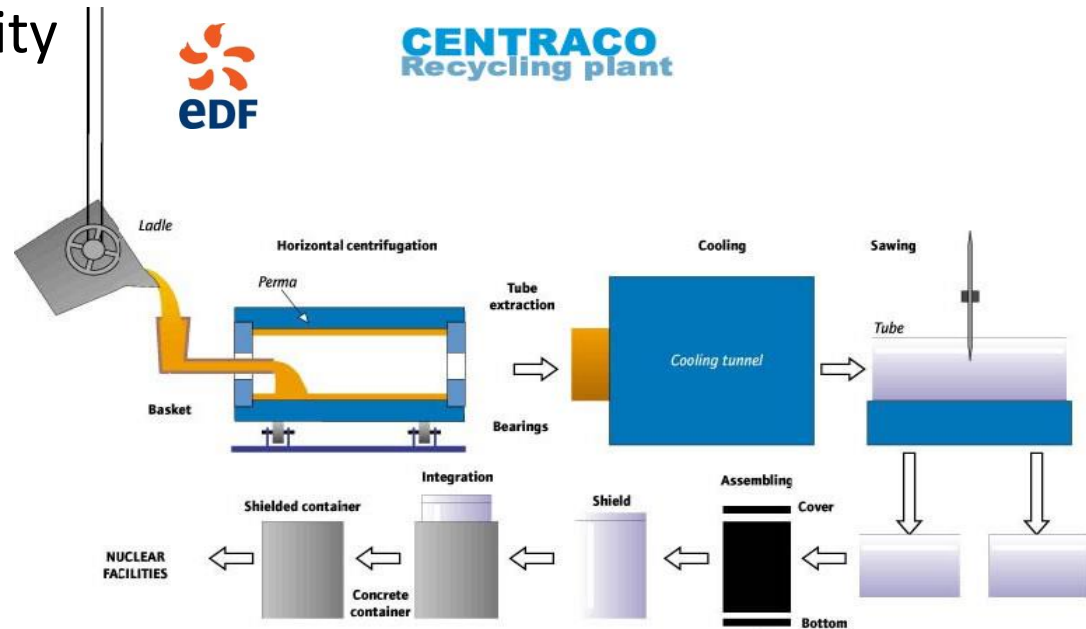 ity
eDF
CENTRACO
Recycling plant
Ladle
Horizontal centrifugation
Cooling
Sawing
Perma
Tube
extraction
Tube
Cooling tunnel
Basket
Bearings
Integration
Assembling
Shielded container
Shield
Cover
NUCLEAR
FACILITIES
Concrete
container
Bottom